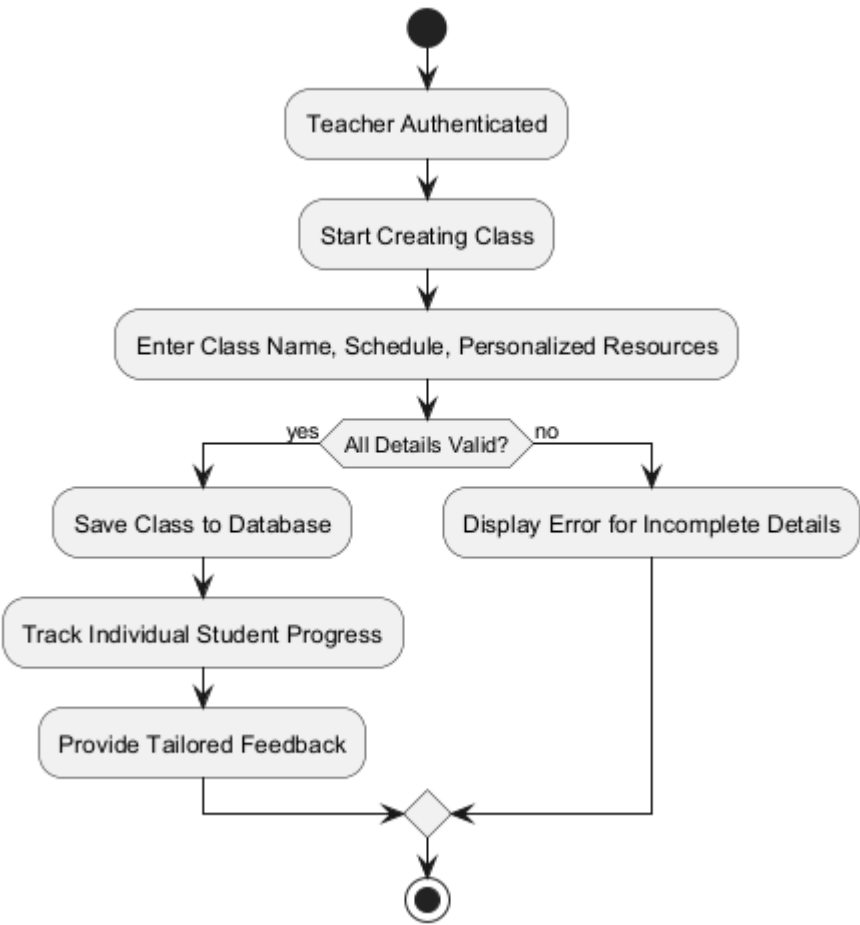 Teacher Authenticated
Start Creating Class
Enter Class Name, Schedule, Personalized Resources
yes
All Details Valid?
no
Save Class to Database
Display Error for Incomplete Details
Track Individual Student Progress
Provide Tailored Feedback